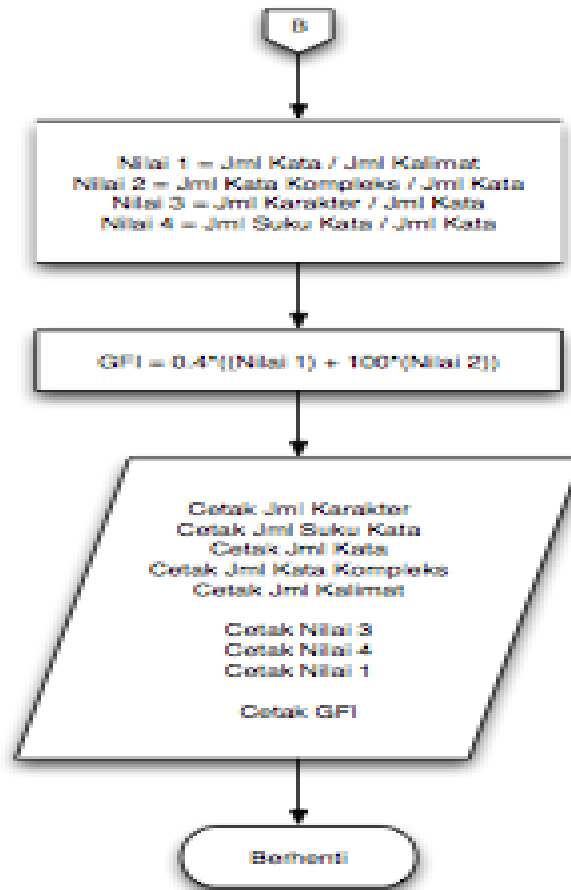 B
Nilai 1 = Jml Kata / Jml Kalimat
Nilai 2 = Jml Kata Kompleks / Jml Kata
Nilai 3 = Jml Karakter / Jml Kata
Nilai 4 = Jml Suku Kata / Jml Kata
GFI = 0.4*((Nilai 1) + 100*(Nilai 2))
Cetak Jml Karakter
Cetak Jml Suku Kata
Cetak Jml Kata
Cetak Jml Kata Kompleks
Cetak Jml Kalimat
Cetak Nilai 3
Cetak Nilai 4
Cetak Nilai 1
Cetak GFI
Berhenti